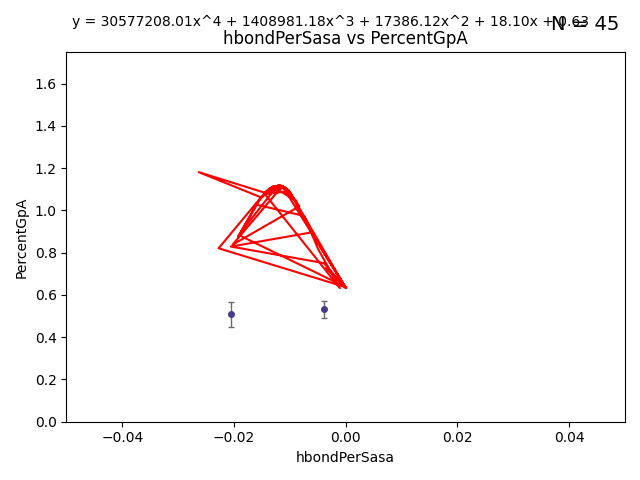 y = 30577208.01x^4 + 1408981.18x^3 + 17386.12x^2 + 18.10x + 0.63
N = 45
hbondPerSasa vs PercentGpA
1.6
1.4
1.2
1.0
0.8
0.6
0.4
0.2
0.0
PercentGpA
−0.04 −0.02 0.00 0.02 0.04
hbondPerSasa